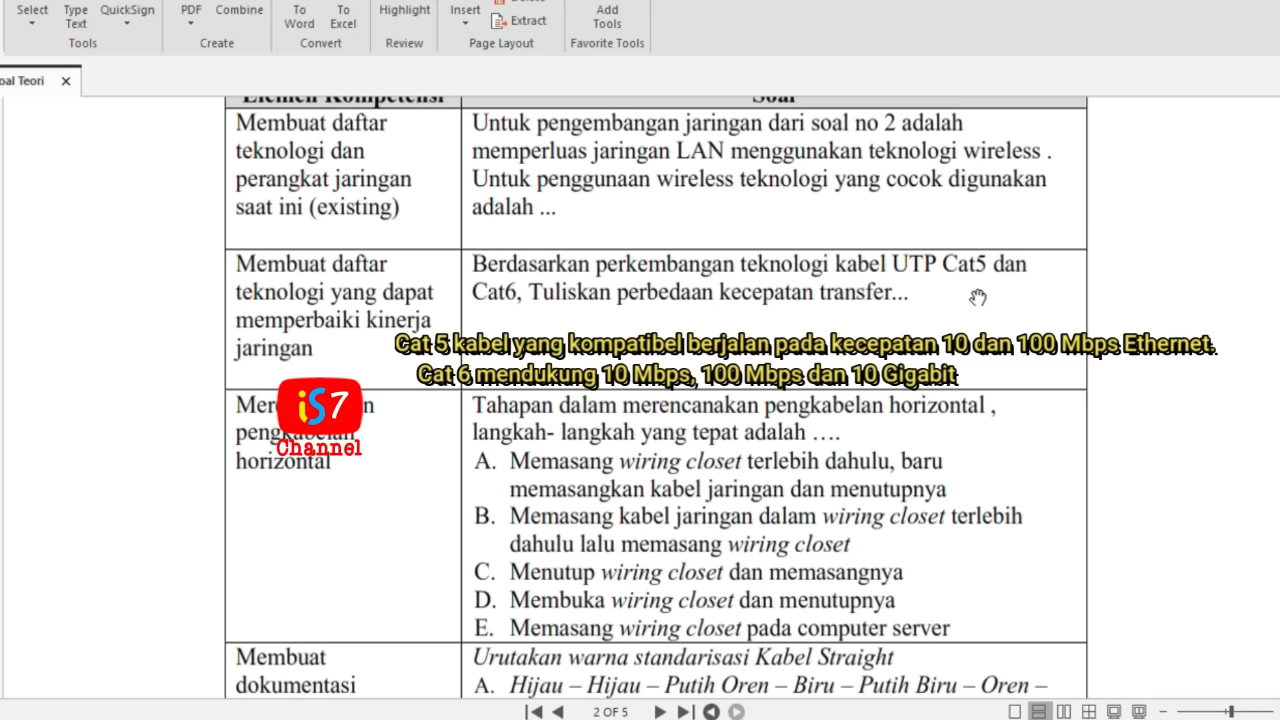 Select
Type Text
QuickSign
PDF
Combine
To Word
To Excel
Highlight
Insert
Delete
Extract
Add Tools
Tools
Create
Convert
Review
Page Layout
Favorite Tools
oal Teori
Elemen Kompetensi
Soal
Membuat daftar
teknologi dan
perangkat jaringan
saat ini (existing)
Untuk pengembangan jaringan dari soal no 2 adalah
memperluas jaringan LAN menggunakan teknologi wireless .
Untuk penggunaan wireless teknologi yang cocok digunakan
adalah ...
Membuat daftar
teknologi yang dapat
memperbaiki kinerja
jaringan
Berdasarkan perkembangan teknologi kabel UTP Cat5 dan
Cat6, Tuliskan perbedaan kecepatan transfer...
Cat 5 kabel yang kompatibel berjalan pada kecepatan 10 dan 100 Mbps Ethernet.
Cat 6 mendukung 10 Mbps, 100 Mbps dan 10 Gigabit
pengkabelan
horizontal
iS7
Channel
Tahapan dalam merencanakan pengkabelan horizontal ,
langkah- langkah yang tepat adalah ….
A. Memasang wiring closet terlebih dahulu, baru
memasangkan kabel jaringan dan menutupnya
B. Memasang kabel jaringan dalam wiring closet terlebih
dahulu lalu memasang wiring closet
C. Menutup wiring closet dan memasangnya
D. Membuka wiring closet dan menutupnya
E. Memasang wiring closet pada computer server
Membuat
dokumentasi
Urutakan warna standarisasi Kabel Straight
A. Hijau – Hijau – Putih Oren – Biru – Putih Biru – Oren –
2 OF 5